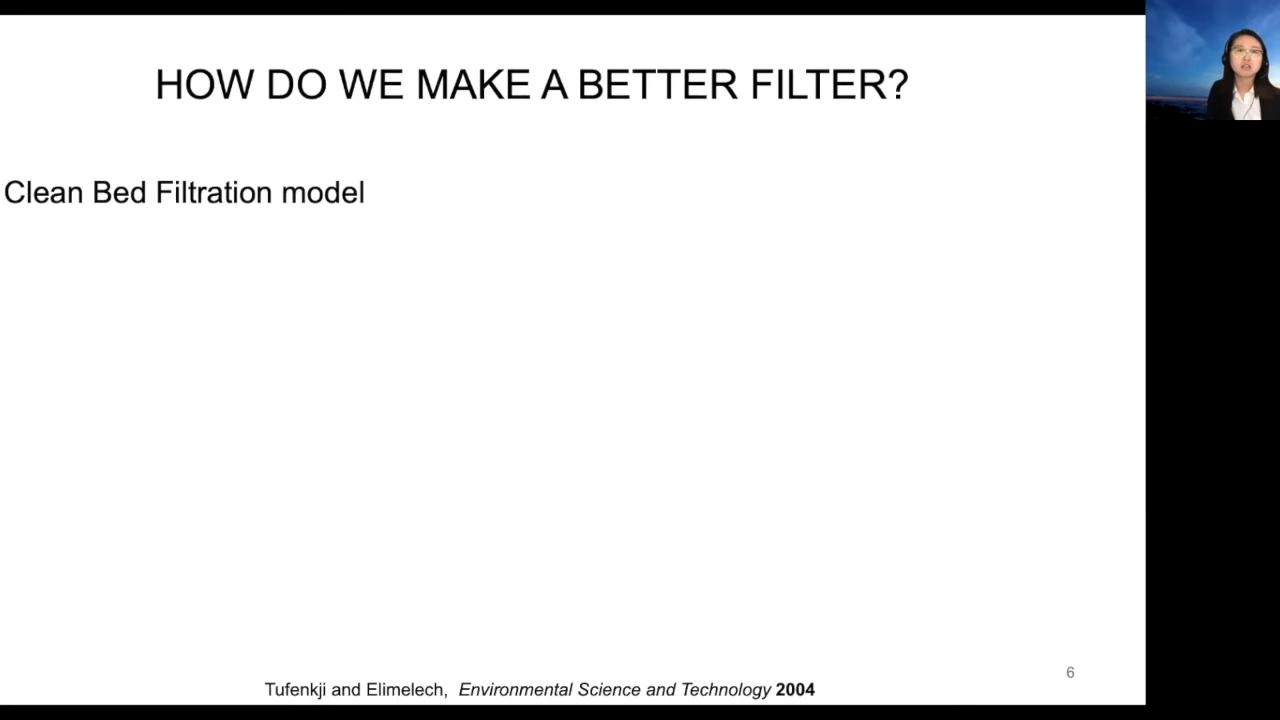 HOW DO WE MAKE A BETTER FILTER?
Clean Bed Filtration model
6
Tufenkji and Elimelech, Environmental Science and Technology 2004